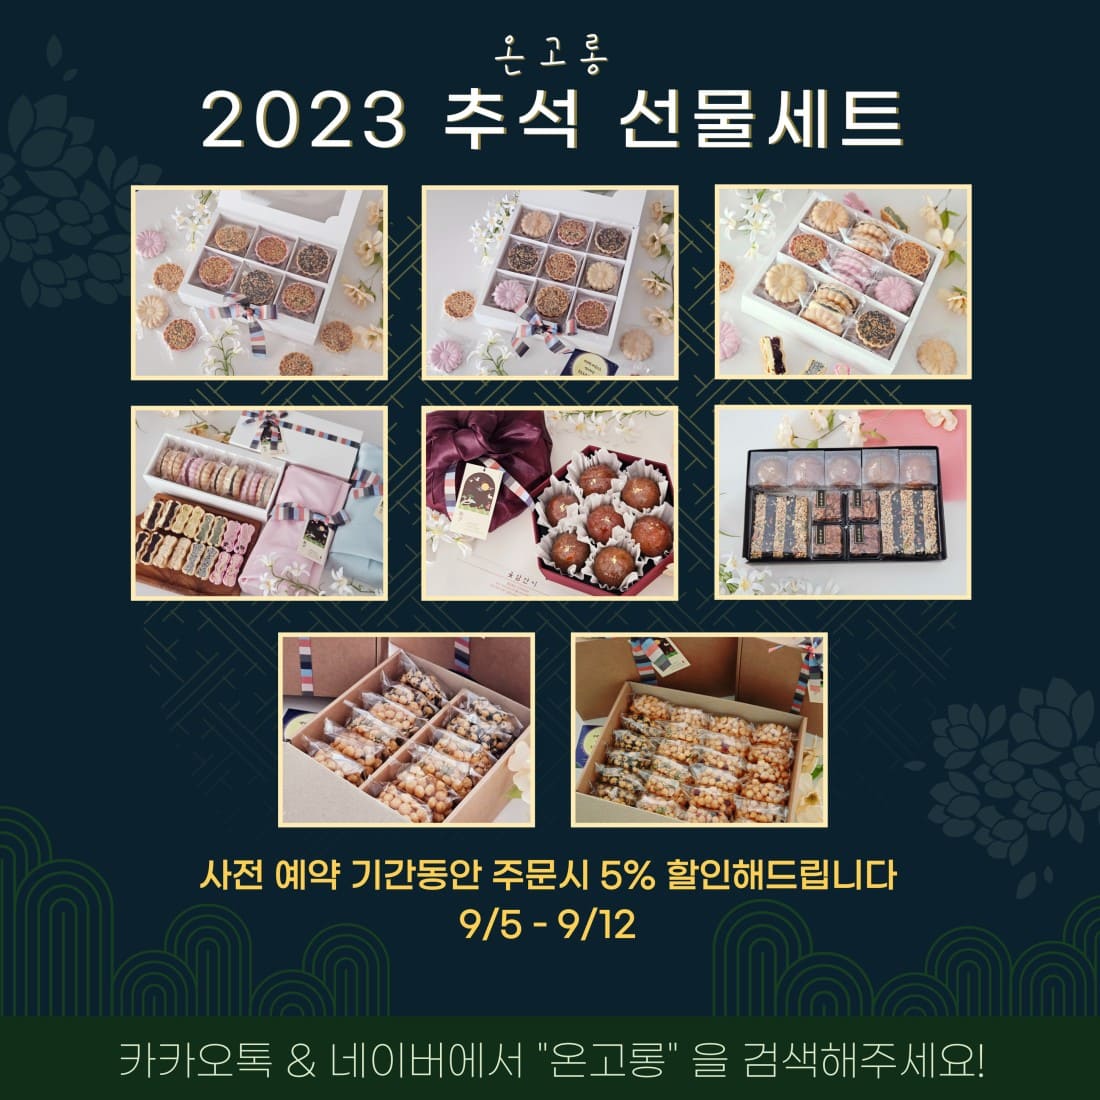 온고롱
2023 추석 선물세트
사전 예약 기간동안 주문시 5% 할인해드립니다
9/5 - 9/12
카카오톡 & 네이버에서 "온고롱" 을 검색해주세요!